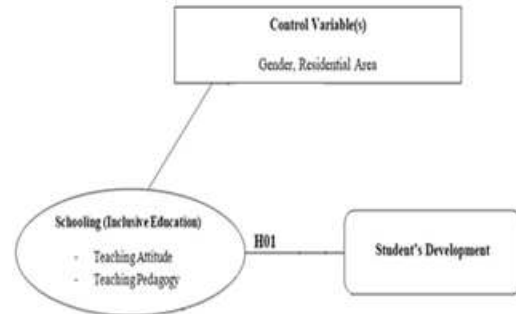 Control Variable(s)
Gender, Residential Area
Schooling (Inclusive Education)
- Teaching Attitude
- Teaching Pedagogy
H01
Student's Development